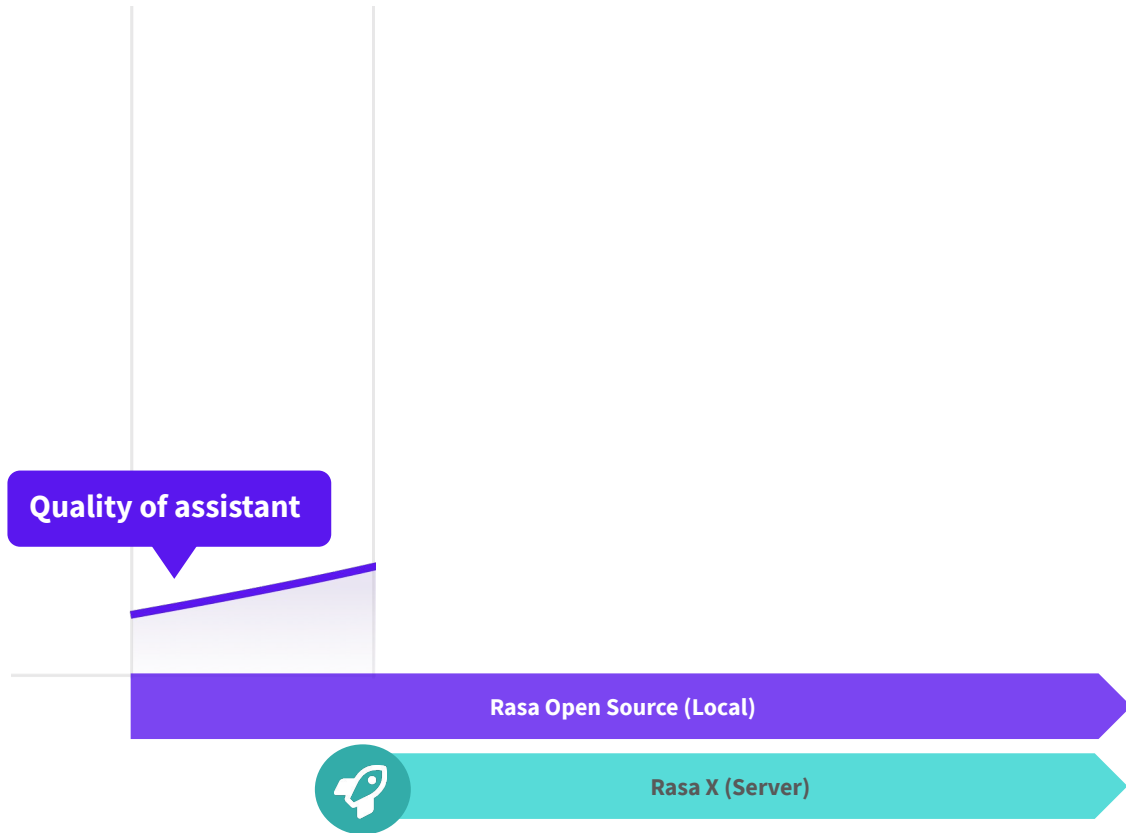 Quality of assistant
Rasa Open Source (Local)
Rasa X (Server)